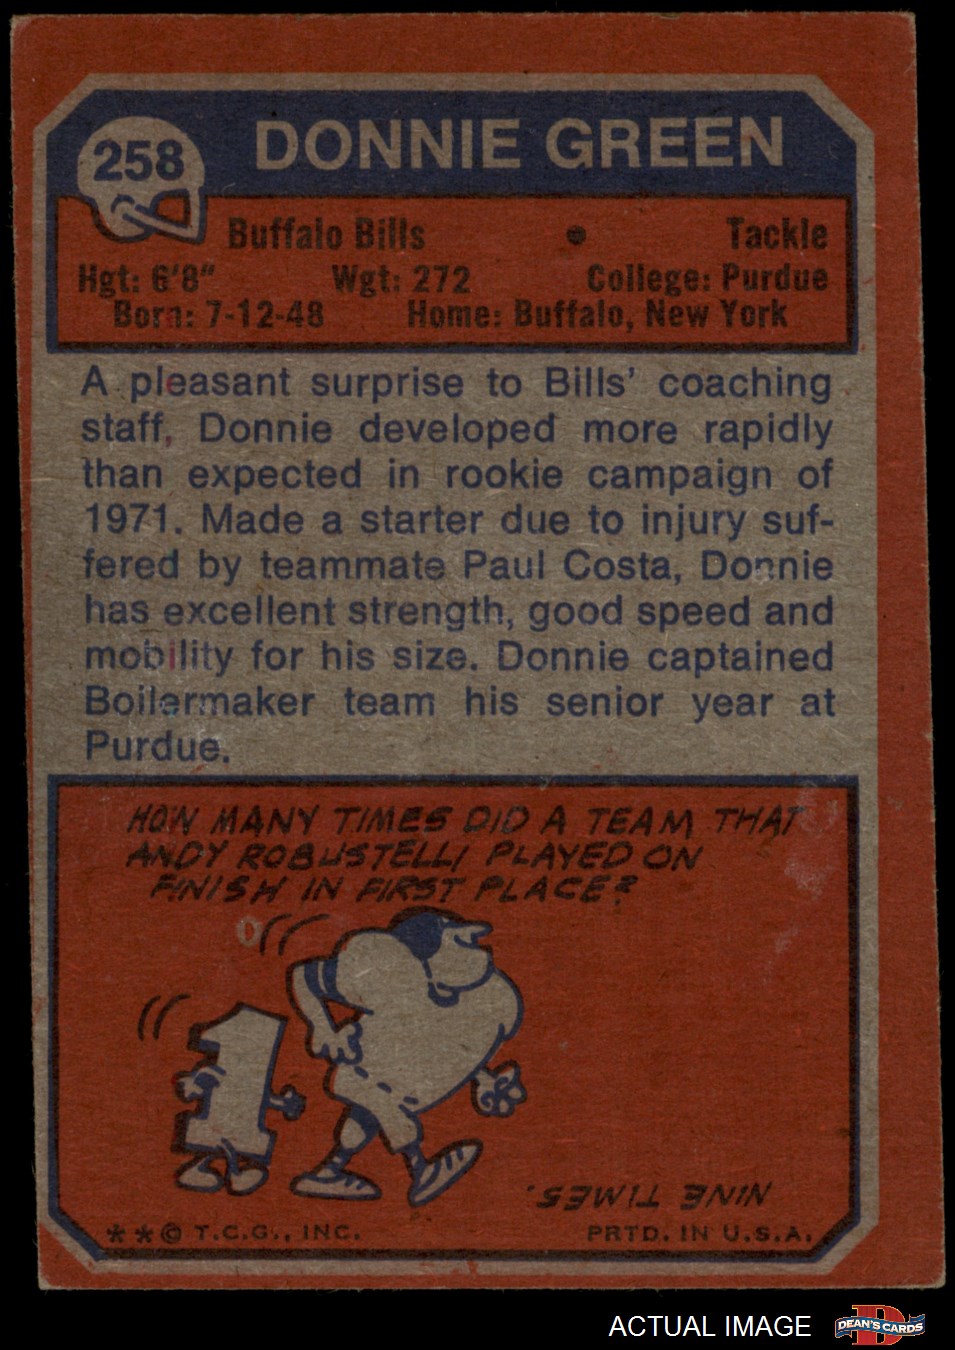 258
DONNIE GREEN
Buffalo Bills • Tackle
Hgt: 6'8" Wgt: 272 College: Purdue
Born: 7-12-48 Home: Buffalo, New York
A pleasant surprise to Bills' coaching
staff, Donnie developed more rapidly
than expected in rookie campaign of
1971. Made a starter due to injury suf-
fered by teammate Paul Costa, Donnie
has excellent strength, good speed and
mobility for his size. Donnie captained
Boilermaker team his senior year at
Purdue.
HOW MANY TIMES DID A TEAM THAT
ANDY ROBUSTELLI PLAYED ON
FINISH IN FIRST PLACE?
1
NINE TIMES.
**© T.C.G., INC. PRTD. IN U.S.A.
ACTUAL IMAGE
D
DEAN'S CARDS